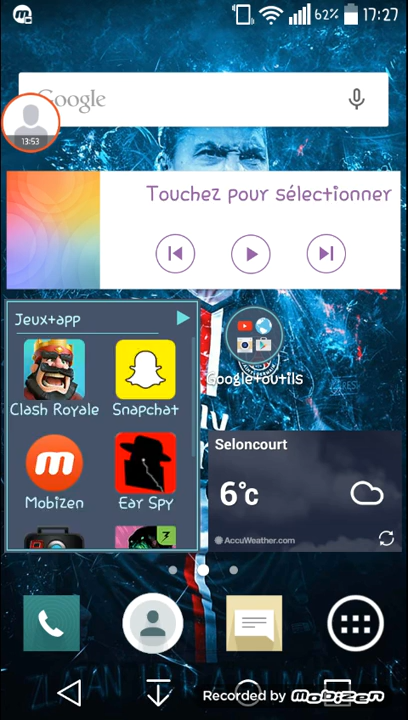 62% 17:27
Google
13:53
Touchez pour sélectionner
Jeux+app
Clash Royale
Snapchat
Google+outils
Mobizen
Ear Spy
Seloncourt
6°c
AccuWeather.com
Recorded by mobizen